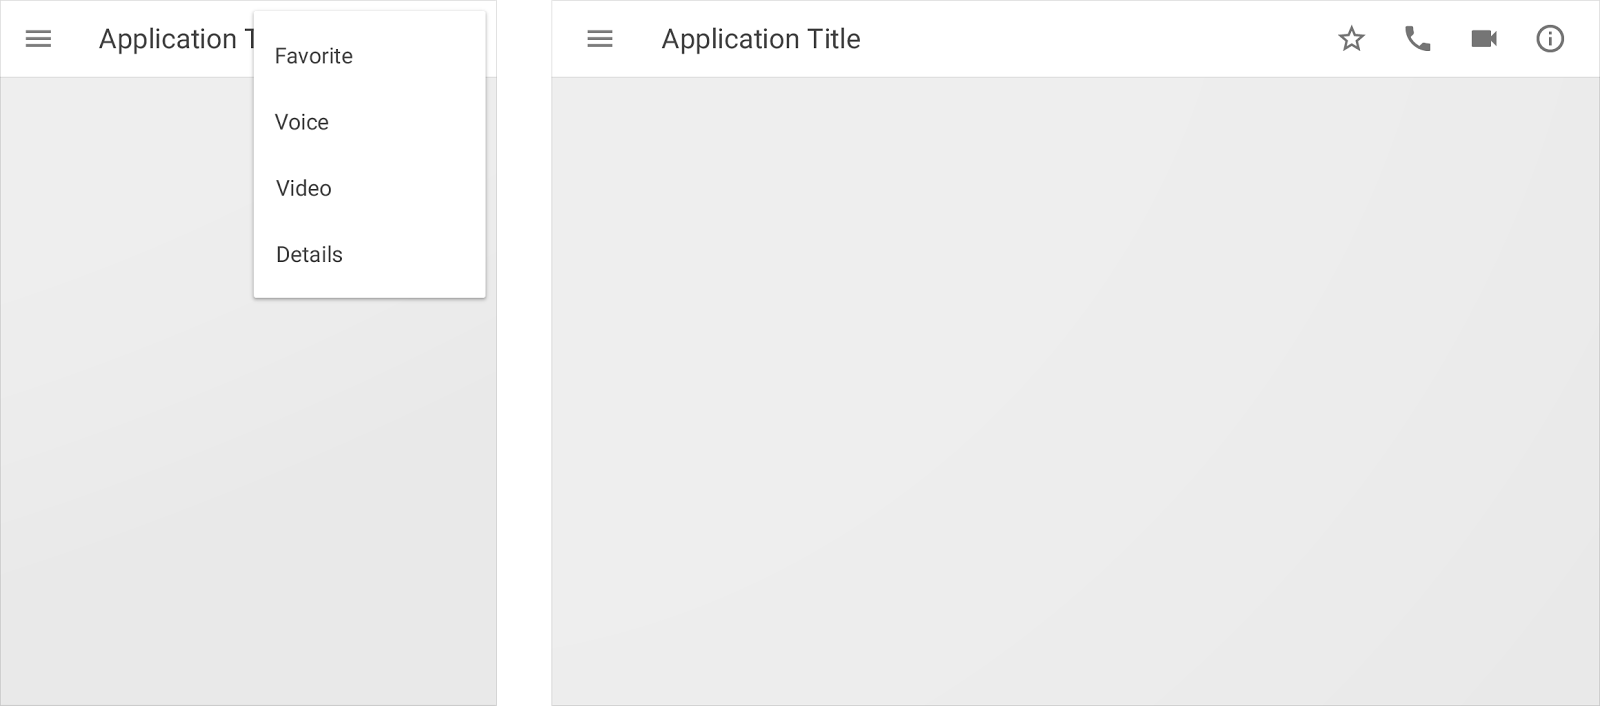 Application T
Favorite
Voice
Video
Details
Application Title